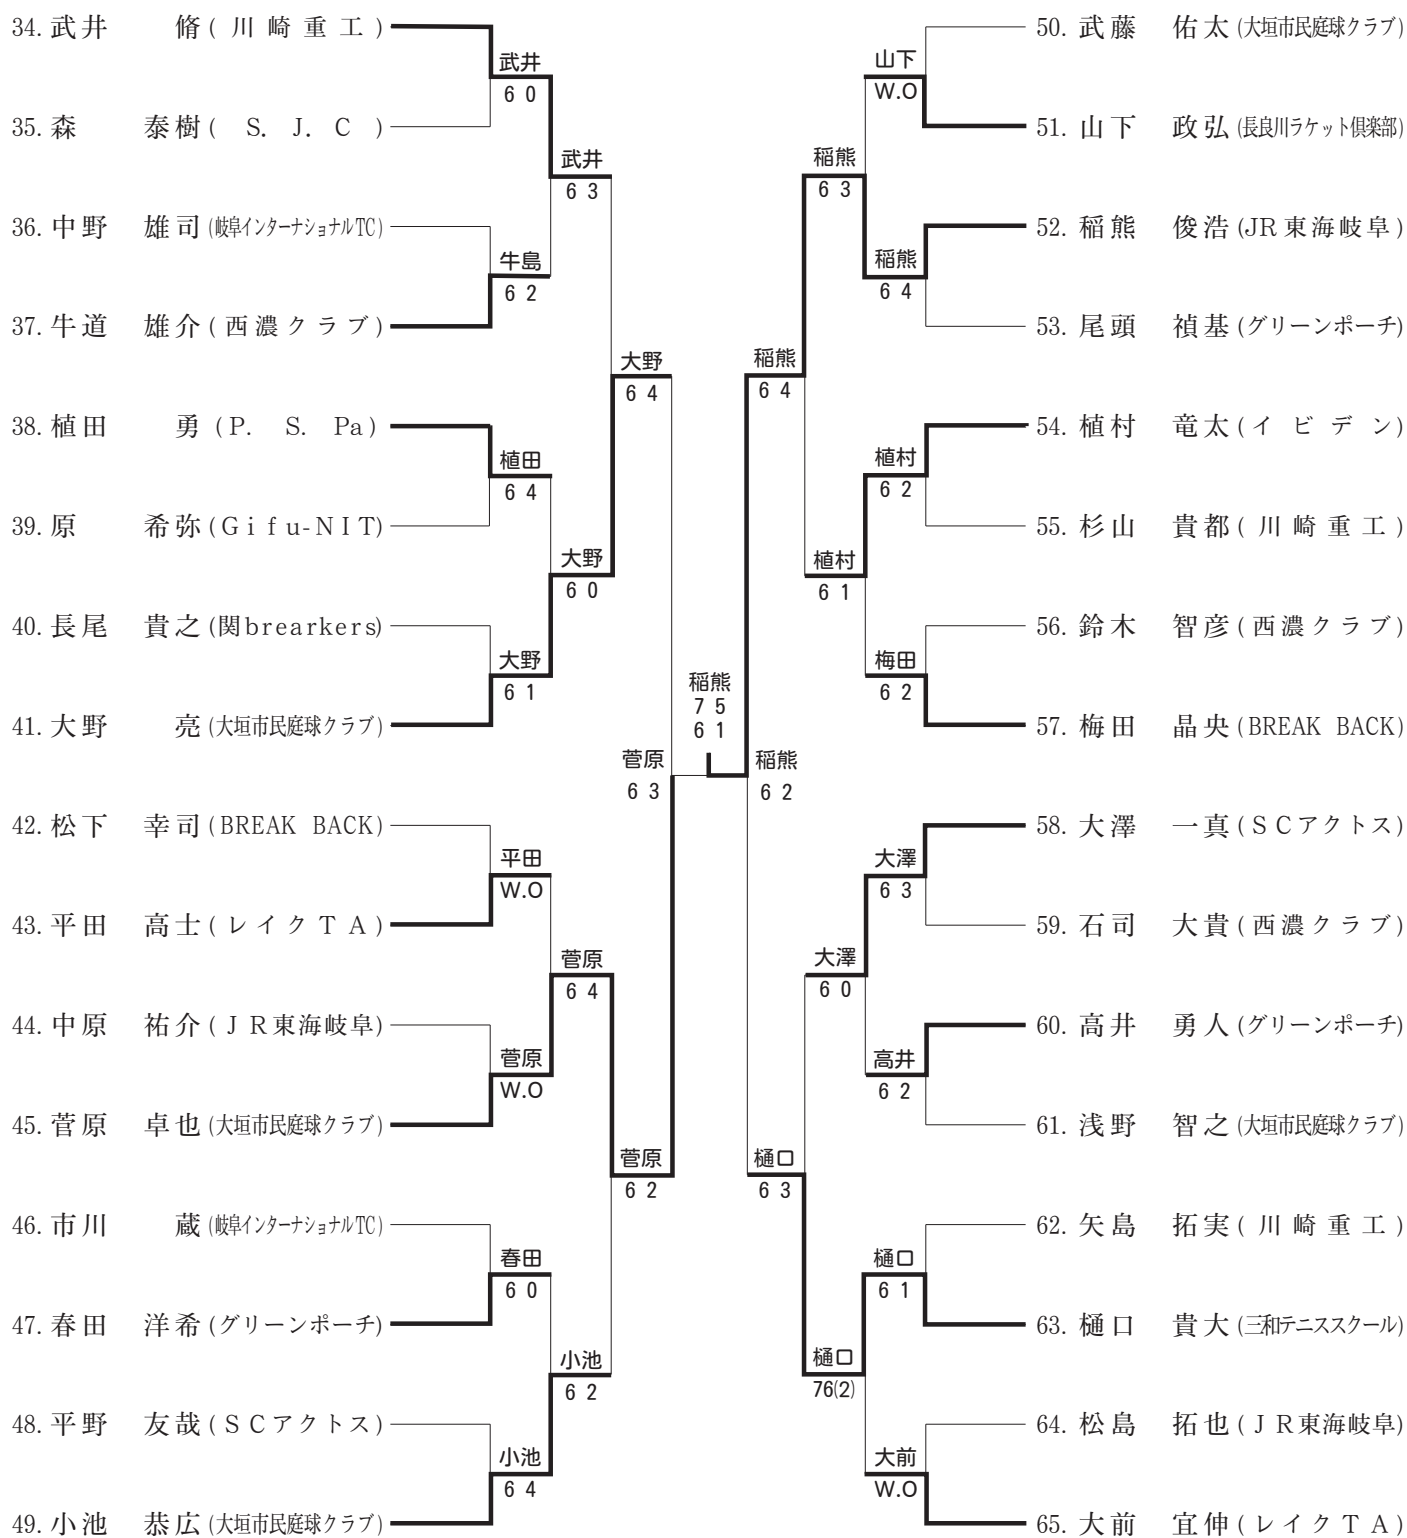 34. 武井 脩 (川崎重工)
武井
6 0
35. 森 泰樹 ( S. J. C )
武井
6 3
36. 中野 雄司 (岐阜インターナショナルTC)
牛島
6 2
37. 牛道 雄介 (西濃クラブ)
大野
6 4
38. 植田 勇 (P. S. Pa)
植田
6 4
39. 原 希弥 (Gifu-NIT)
大野
6 0
40. 長尾 貴之 (関brearkers)
大野
6 1
41. 大野 亮 (大垣市民庭球クラブ)
菅原
6 3
42. 松下 幸司 (BREAK BACK)
平田
W.O
43. 平田 高士 (レイクTA)
菅原
6 4
44. 中原 祐介 (JR東海岐阜)
菅原
W.O
45. 菅原 卓也 (大垣市民庭球クラブ)
菅原
6 2
46. 市川 蔵 (岐阜インターナショナルTC)
春田
6 0
47. 春田 洋希 (グリーンポーチ)
小池
6 2
48. 平野 友哉 (SCアクトス)
小池
6 4
49. 小池 恭広 (大垣市民庭球クラブ)
稲熊
7 5
6 1
50. 武藤 佑太 (大垣市民庭球クラブ)
山下
W.O
51. 山下 政弘 (長良川ラケット倶楽部)
稲熊
6 3
52. 稲熊 俊浩 (JR東海岐阜)
稲熊
6 4
53. 尾頭 禎基 (グリーンポーチ)
稲熊
6 4
54. 植村 竜太 (イビデン)
植村
6 2
55. 杉山 貴都 (川崎重工)
植村
6 1
56. 鈴木 智彦 (西濃クラブ)
梅田
6 2
57. 梅田 晶央 (BREAK BACK)
稲熊
6 2
58. 大澤 一真 (SCアクトス)
大澤
6 3
59. 石司 大貴 (西濃クラブ)
大澤
6 0
60. 高井 勇人 (グリーンポーチ)
高井
6 2
61. 浅野 智之 (大垣市民庭球クラブ)
樋口
6 3
62. 矢島 拓実 (川崎重工)
樋口
6 1
63. 樋口 貴大 (三和テニススクール)
樋口
76(2)
64. 松島 拓也 (JR東海岐阜)
大前
W.O
65. 大前 宜伸 (レイクTA)